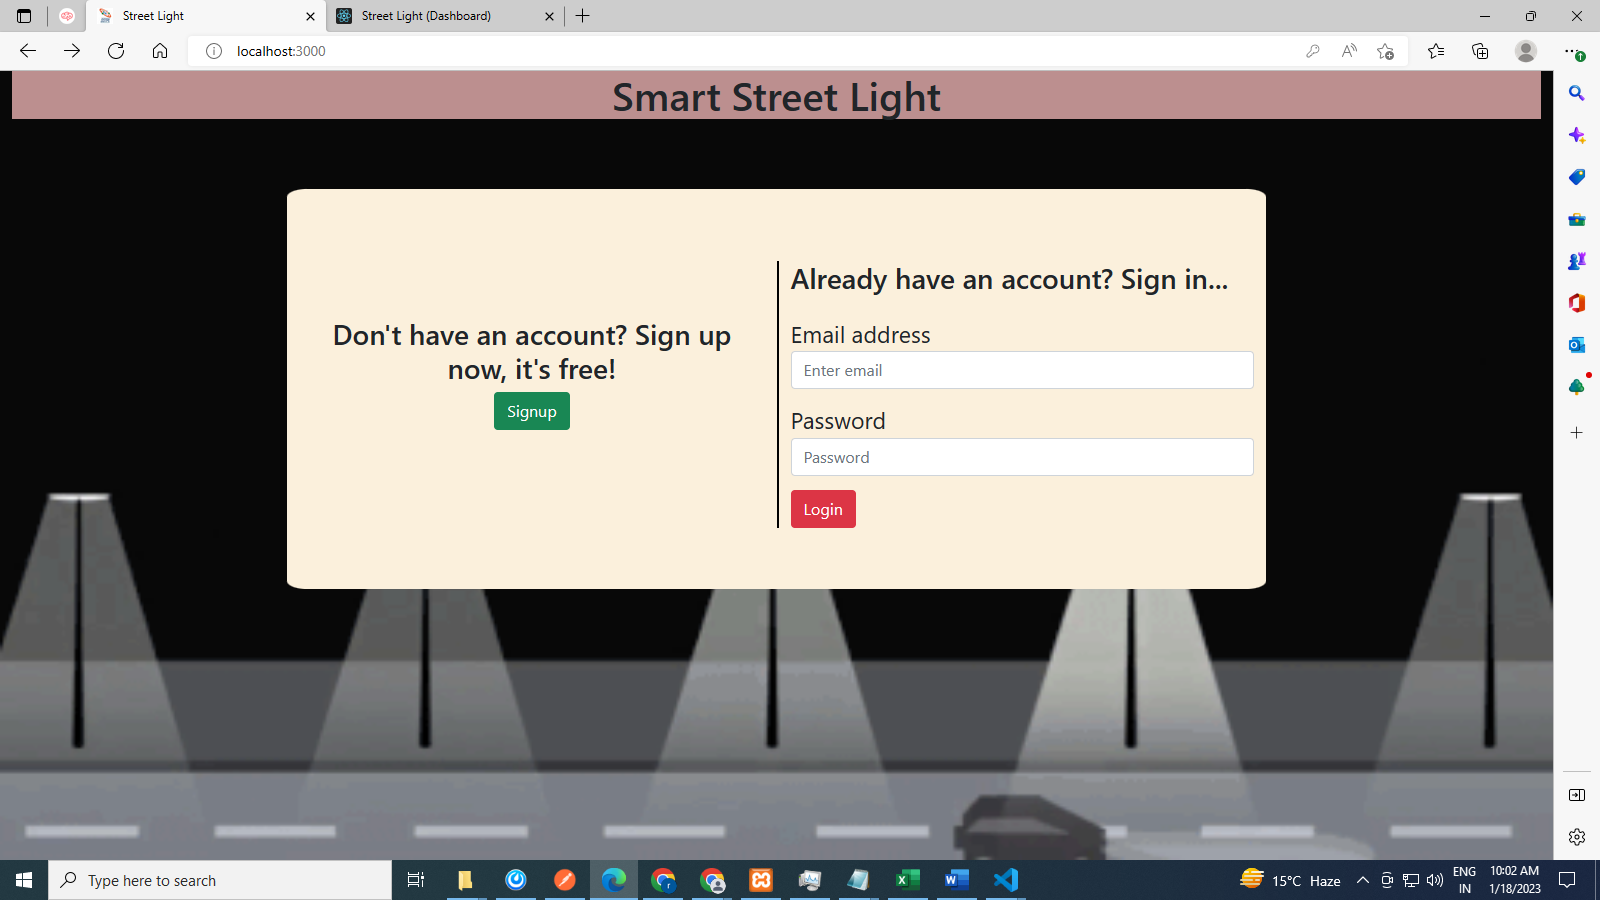 Street Light
Street Light (Dashboard)
localhost:3000
Smart Street Light
Don't have an account? Sign up
now, it's free!
Signup
Already have an account? Sign in...
Email address
Enter email
Password
Password
Login
Type here to search
15°C Haze
ENG
IN
10:02 AM
1/18/2023